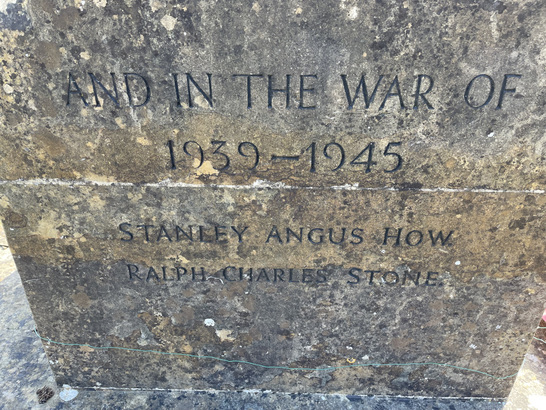 AND IN THE WAR OF
1939–1945
STANLEY ANGUS HOW.
RALPH CHARLES STONE.